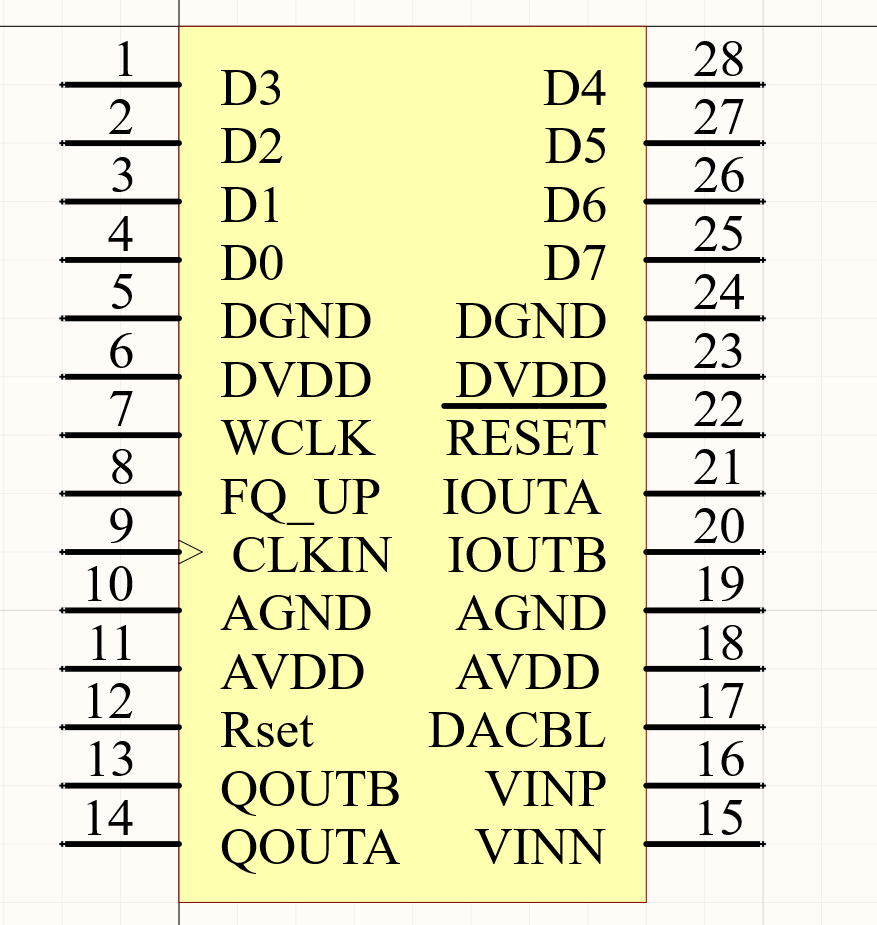 1 D3 D4 28
2 D2 D5 27
3 D1 D6 26
4 D0 D7 25
5 DGND DGND 24
6 DVDD DVDD 23
7 WCLK RESET 22
8 FQ_UP IOUTA 21
9 CLKIN IOUTB 20
10 AGND AGND 19
11 AVDD AVDD 18
12 Rset DACBL 17
13 QOUTB VINP 16
14 QOUTA VINN 15